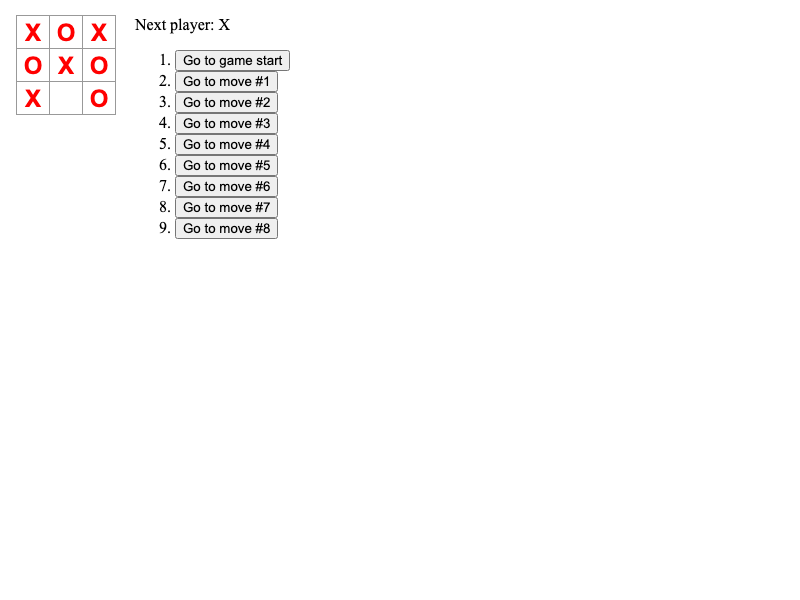 X O X
O X O
X O
Next player: X
1. Go to game start
2. Go to move #1
3. Go to move #2
4. Go to move #3
5. Go to move #4
6. Go to move #5
7. Go to move #6
8. Go to move #7
9. Go to move #8